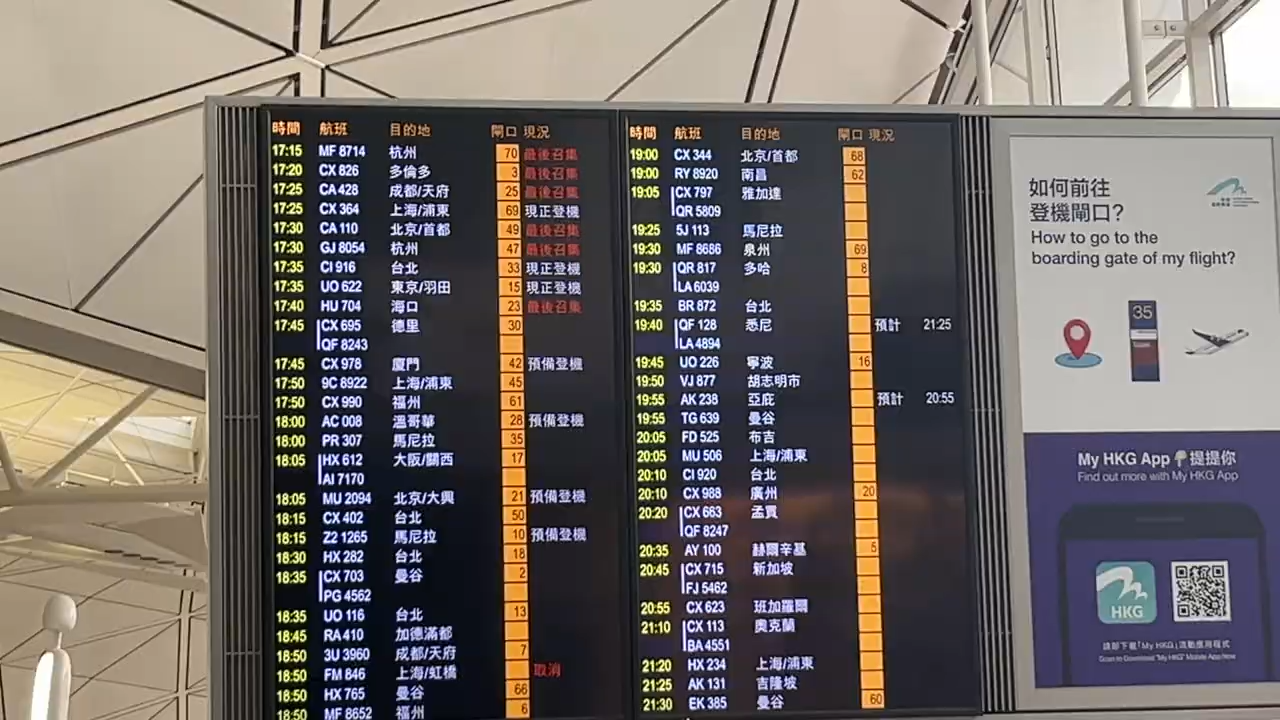 時間 航班 目的地 閘口 現況
17:15 MF 8714 杭州 70 最後召集
17:20 CX 826 多倫多 3 最後召集
17:25 CA 428 成都/天府 25 最後召集
17:25 CX 364 上海/浦東 69 現正登機
17:30 CA 110 北京/首都 49 最後召集
17:30 GJ 8054 杭州 47 最後召集
17:35 CI 916 台北 33 現正登機
17:35 UO 622 東京/羽田 15 現正登機
17:40 HU 704 海口 23 最後召集
17:45 CX 695 德里 30
QF 8243
17:45 CX 978 廈門 42 預備登機
17:50 9C 8922 上海/浦東 45
17:50 CX 990 福州 61
18:00 AC 008 溫哥華 28 預備登機
18:00 PR 307 馬尼拉 35
18:05 HX 612 大阪/關西 17
AI 7170
18:05 MU 2094 北京/大興 21 預備登機
18:15 CX 402 台北 50
18:15 Z2 1265 馬尼拉 10 預備登機
18:30 HX 282 台北 18
18:35 CX 703 曼谷 2
PG 4562
18:35 UO 116 台北 13
18:45 RA 410 加德滿都
18:50 3U 3960 成都/天府 7
18:50 FM 846 上海/虹橋 取消
18:50 HX 765 曼谷 66
18:50 MF 8652 福州 6
時間 航班 目的地 閘口 現況
19:00 CX 344 北京/首都 68
19:00 RY 8920 南昌 62
19:05 CX 797 雅加達
QR 5809
19:25 5J 113 馬尼拉
19:30 MF 8686 泉州 69
19:30 QR 817 多哈 8
LA 6039
19:35 BR 872 台北
19:40 QF 128 悉尼 預計 21:25
LA 4894
19:45 UO 226 寧波 16
19:50 VJ 877 胡志明市
19:55 AK 238 亞庇 預計 20:55
19:55 TG 639 曼谷
20:05 FD 525 布吉
20:05 MU 506 上海/浦東
20:10 CI 920 台北
20:10 CX 988 廣州 20
20:20 CX 663 孟買
QF 8247
20:35 AY 100 赫爾辛基 5
20:45 CX 715 新加坡
FJ 5462
20:55 CX 623 班加羅爾
21:10 CX 113 奧克蘭
BA 4551
21:20 HX 234 上海/浦東
21:25 AK 131 吉隆坡
21:30 EK 385 曼谷 60
如何前往
登機閘口?
How to go to the
boarding gate of my flight?
35
My HKG App 提提你
Find out more with My HKG App
HKG
請即下載「My HKG」流動應用程式
Scan to Download "My HKG" Mobile App Now